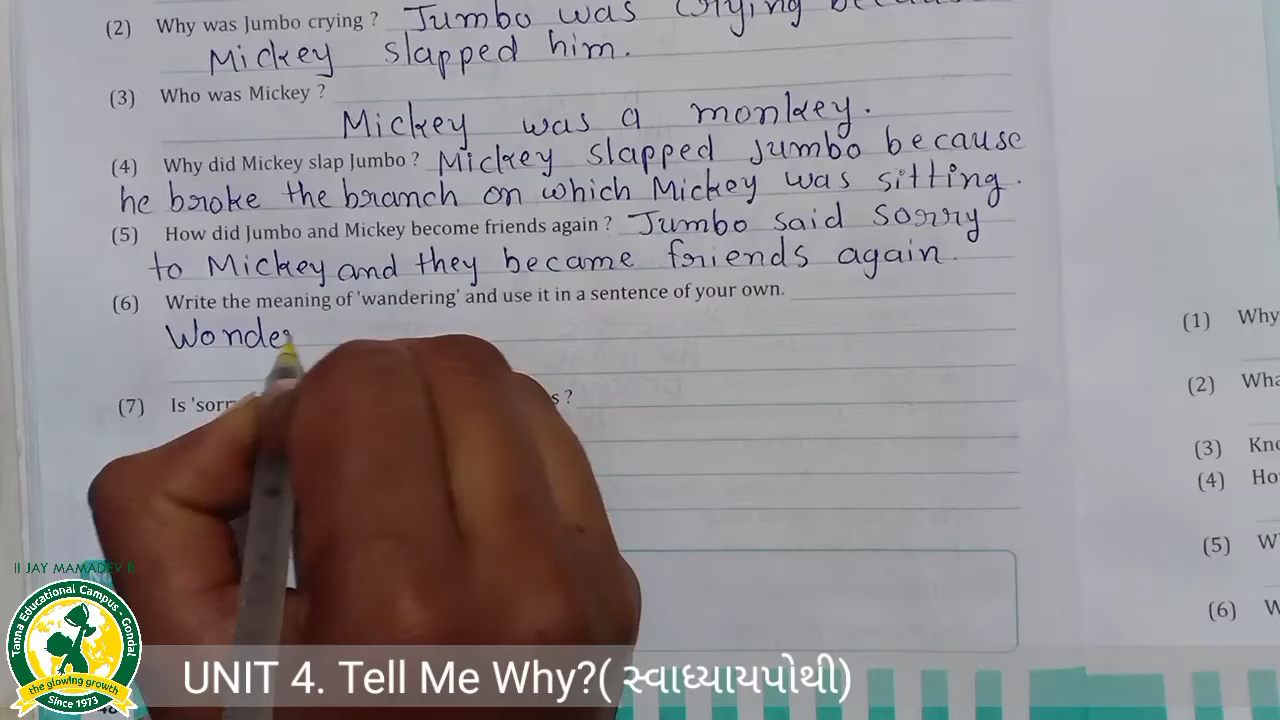 (2) Why was Jumbo crying ? Jumbo was crying
Mickey slapped him.
(3) Who was Mickey ?
Mickey was a monkey.
(4) Why did Mickey slap Jumbo ? Mickey slapped Jumbo because
he broke the branch on which Mickey was sitting.
(5) How did Jumbo and Mickey become friends again ? Jumbo said sorry
to Mickey and they became friends again.
(6) Write the meaning of 'wandering' and use it in a sentence of your own.
Wonder
(7) Is 'sorr s ?
(1) Why
(2) Wha
(3) Kno
(4) Ho
(5) W
(6) W
II JAY MAMADEV II
Tanna Educational Campus - Gondal
the glowing growth
Since 1973
UNIT 4. Tell Me Why?( સ્વાધ્યાયપોથી)